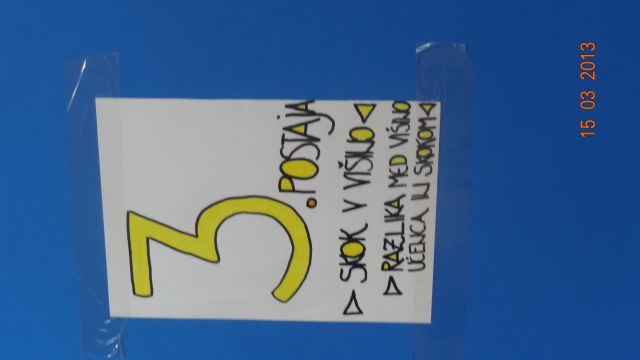 3
.POSTAJA
SKOK V VIŠINO
RAZLIKA MED VIŠINO
UČENCA IN SKOKOM
15 03 2013